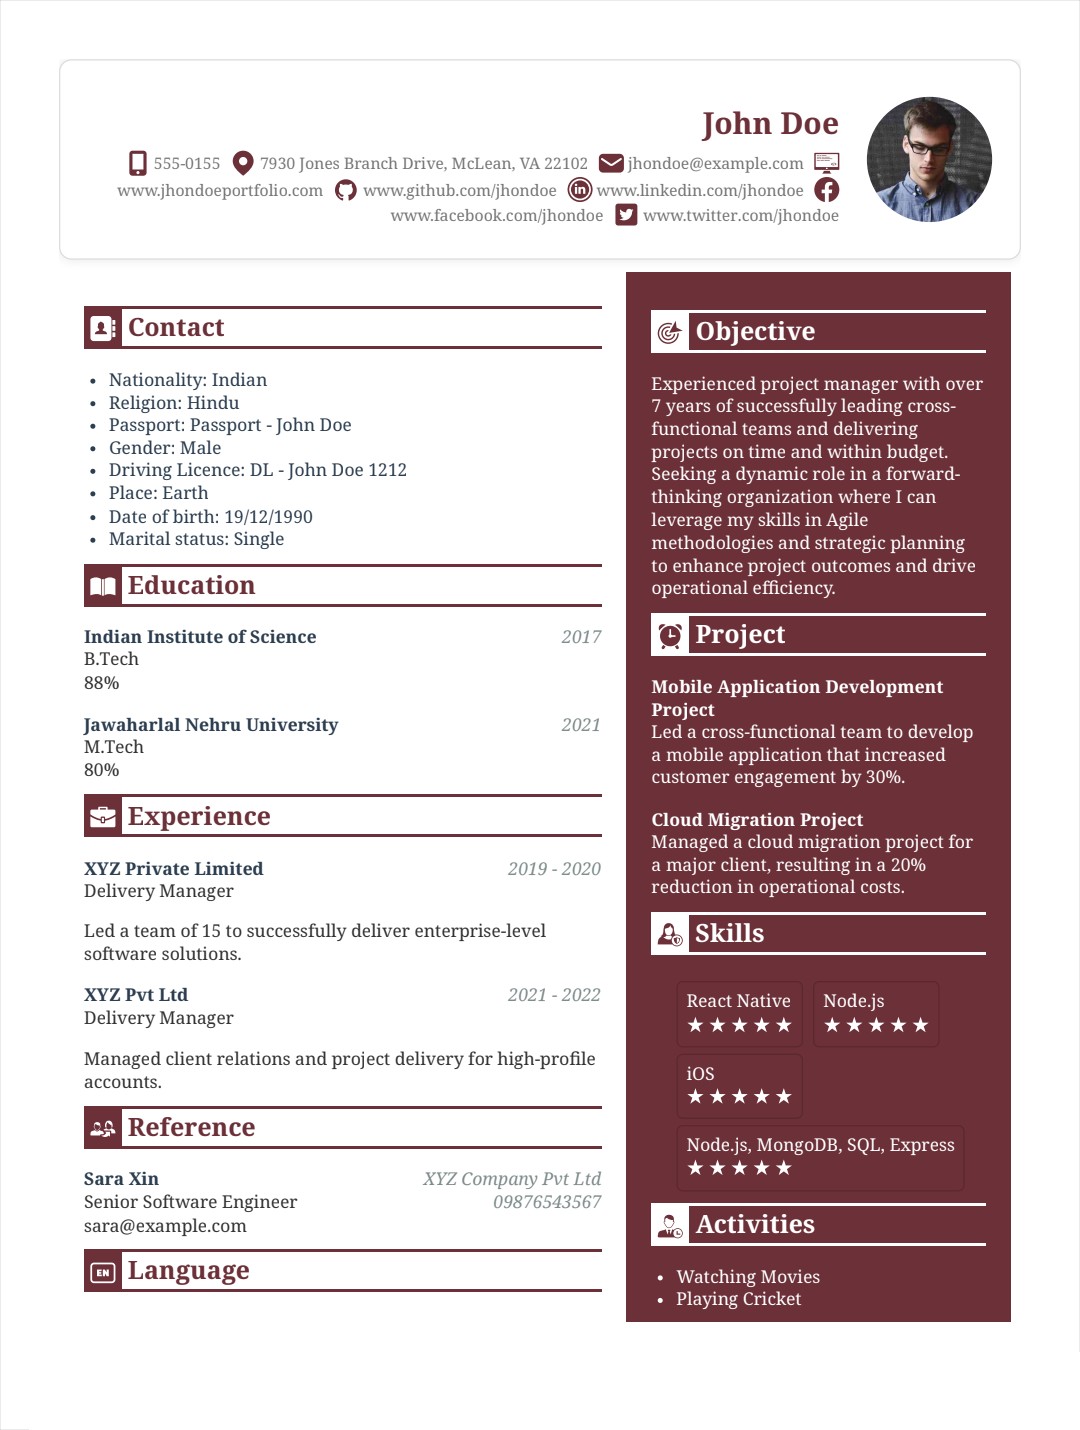 John Doe
555-0155 7930 Jones Branch Drive, McLean, VA 22102 jhondoe@example.com
www.jhondoeportfolio.com www.github.com/jhondoe www.linkedin.com/jhondoe
www.facebook.com/jhondoe www.twitter.com/jhondoe
Contact
Nationality: Indian
Religion: Hindu
Passport: Passport - John Doe
Gender: Male
Driving Licence: DL - John Doe 1212
Place: Earth
Date of birth: 19/12/1990
Marital status: Single
Education
Indian Institute of Science 2017
B.Tech
88%
Jawaharlal Nehru University 2021
M.Tech
80%
Experience
XYZ Private Limited 2019 - 2020
Delivery Manager
Led a team of 15 to successfully deliver enterprise-level
software solutions.
XYZ Pvt Ltd 2021 - 2022
Delivery Manager
Managed client relations and project delivery for high-profile
accounts.
Reference
Sara Xin XYZ Company Pvt Ltd
Senior Software Engineer 09876543567
sara@example.com
EN Language
Objective
Experienced project manager with over
7 years of successfully leading cross-
functional teams and delivering
projects on time and within budget.
Seeking a dynamic role in a forward-
thinking organization where I can
leverage my skills in Agile
methodologies and strategic planning
to enhance project outcomes and drive
operational efficiency.
Project
Mobile Application Development
Project
Led a cross-functional team to develop
a mobile application that increased
customer engagement by 30%.
Cloud Migration Project
Managed a cloud migration project for
a major client, resulting in a 20%
reduction in operational costs.
Skills
React Native Node.js
★★★★★ ★★★★★
iOS
★★★★★
Node.js, MongoDB, SQL, Express
★★★★★
Activities
Watching Movies
Playing Cricket